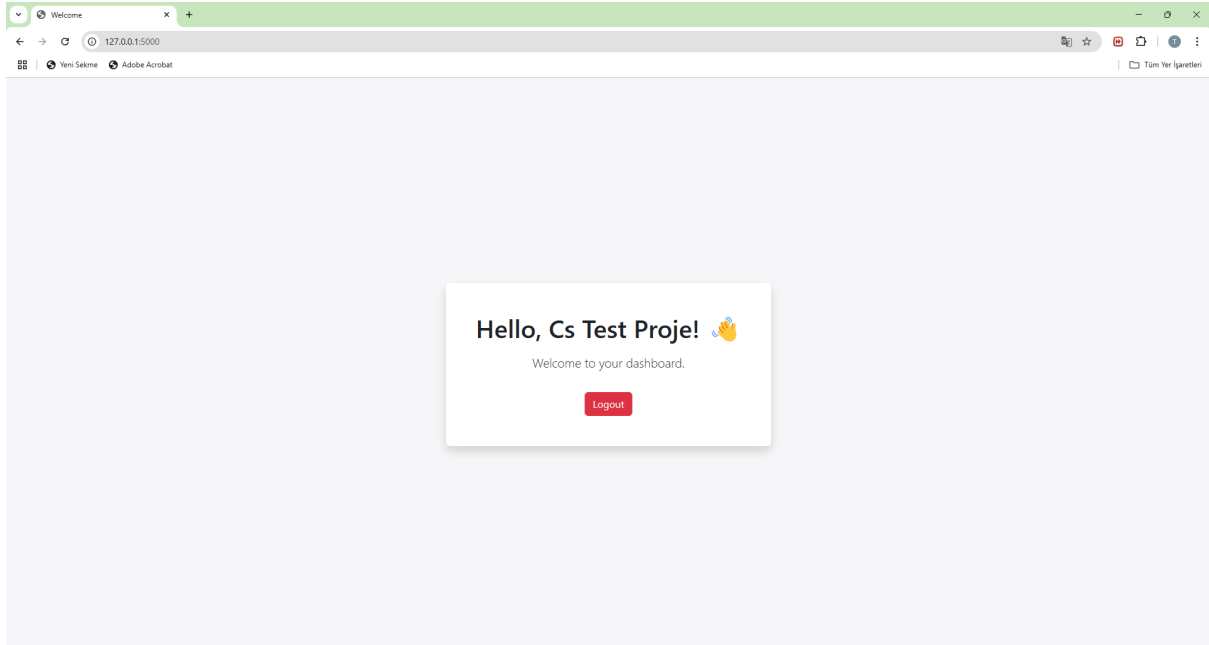 Welcome
127.0.0.1:5000
Yeni Sekme Adobe Acrobat Tüm Yer İşaretleri
Hello, Cs Test Proje! 👋
Welcome to your dashboard.
Logout